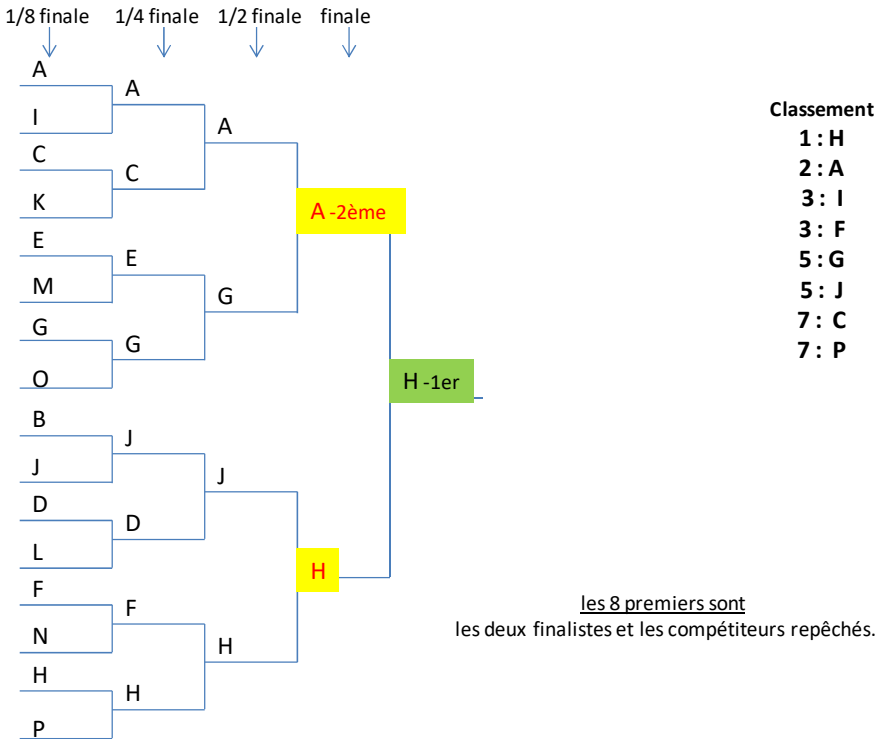 1/8 finale 1/4 finale 1/2 finale finale
A
A
I
A
C
C
K
A -2ème
E
E
M
G
G
G
O
H -1er
B
J
J
J
D
D
L
H
F
F
N
H
H
H
P
Classement
1 : H
2 : A
3 : I
3 : F
5 : G
5 : J
7 : C
7 : P
les 8 premiers sont
les deux finalistes et les compétiteurs repêchés.